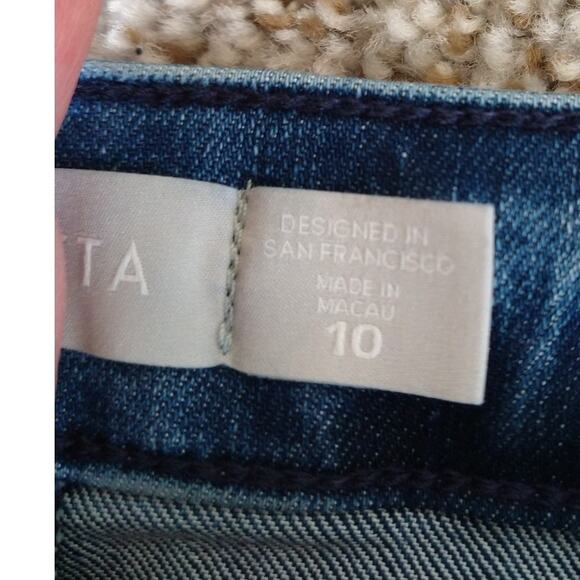 TA
DESIGNED IN
SAN FRANCISCO
MADE IN
MACAU
10